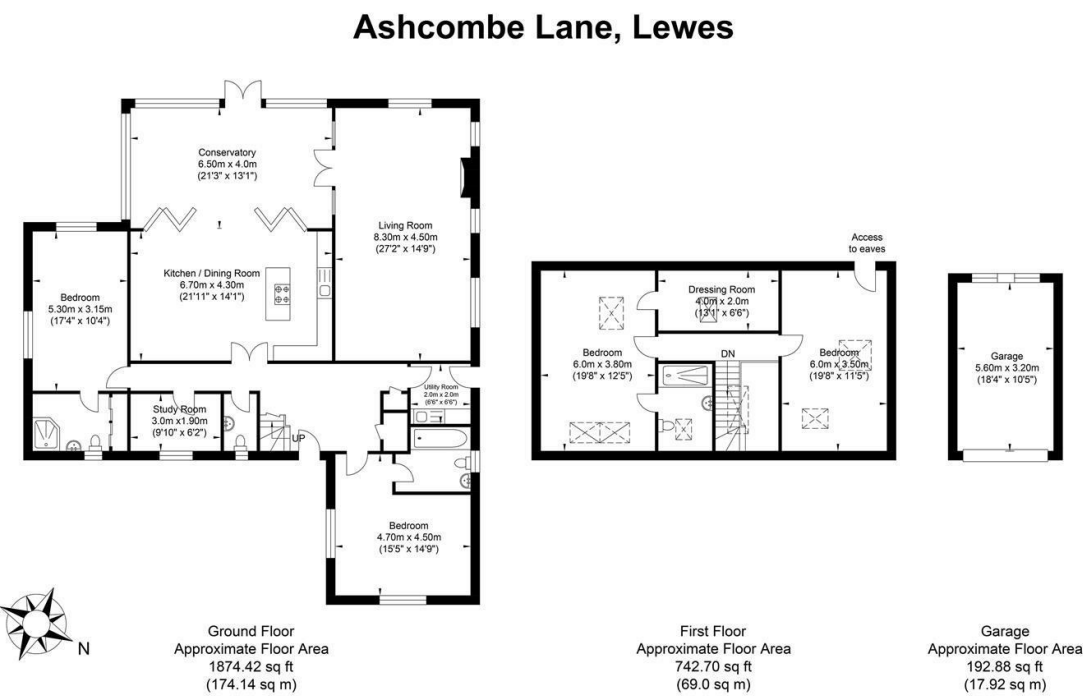 Ashcombe Lane, Lewes
Conservatory
6.50m x 4.0m
(21'3" x 13'1")
Living Room
8.30m x 4.50m
(27'2" x 14'9")
Kitchen / Dining Room
6.70m x 4.30m
(21'11" x 14'1")
Bedroom
5.30m x 3.15m
(17'4" x 10'4")
Utility Room
2.0m x 2.0m
(6'6" x 6'6")
Study Room
3.0m x1.90m
(9'10" x 6'2")
UP
Bedroom
4.70m x 4.50m
(15'5" x 14'9")
N
Ground Floor
Approximate Floor Area
1874.42 sq ft
(174.14 sq m)
Access
to eaves
Dressing Room
4.0m x 2.0m
(13'1" x 6'6")
Bedroom
6.0m x 3.80m
(19'8" x 12'5")
DN
Bedroom
6.0m x 3.50m
(19'8" x 11'5")
First Floor
Approximate Floor Area
742.70 sq ft
(69.0 sq m)
Garage
5.60m x 3.20m
(18'4" x 10'5")
Garage
Approximate Floor Area
192.88 sq ft
(17.92 sq m)